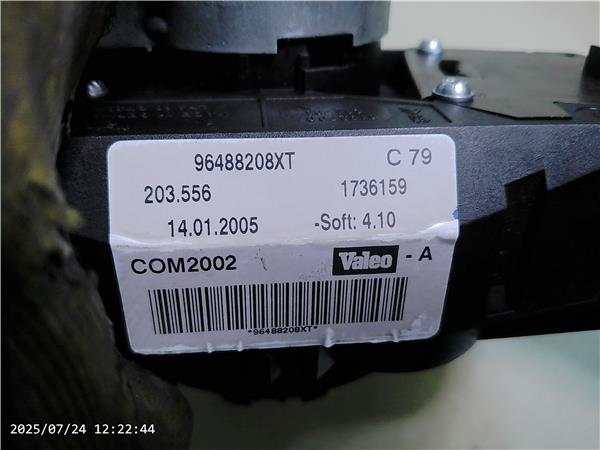 96488208XT C 79
203.556 1736159
14.01.2005 -Soft: 4.10
COM2002 Valeo - A
*96488208XT*
2025/07/24 12:22:44